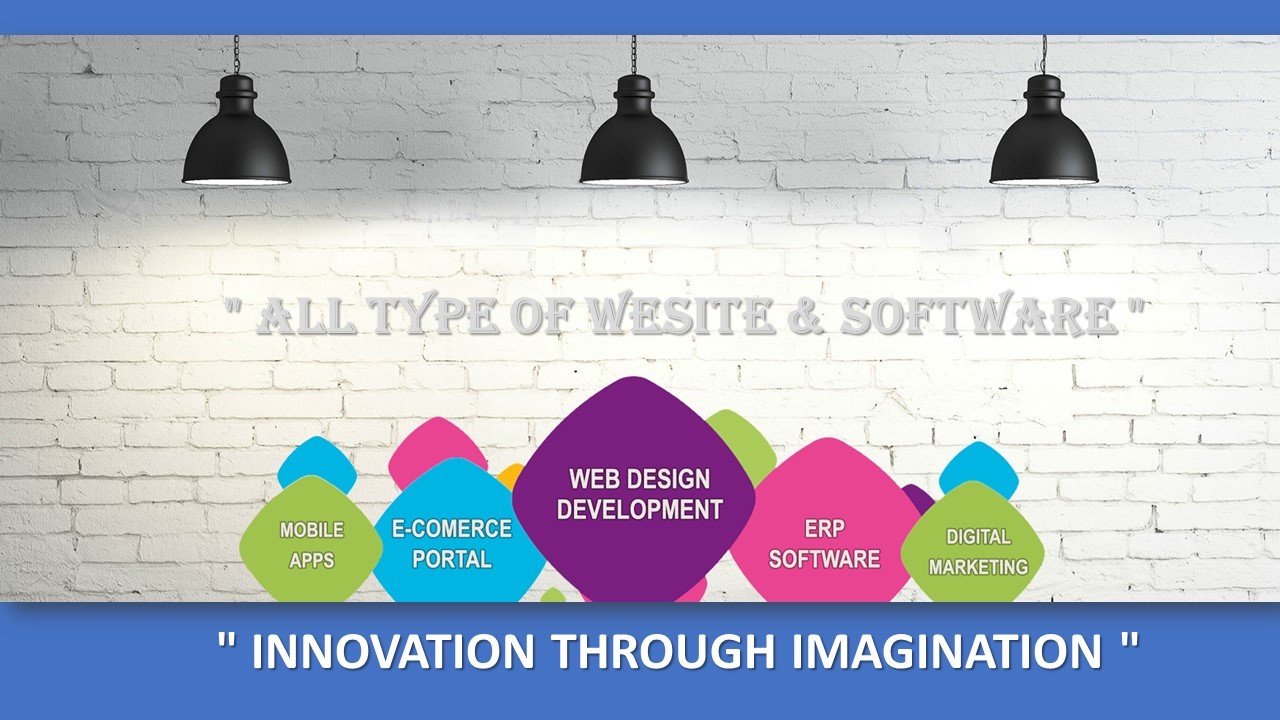 " ALL TYPE OF WESITE & SOFTWARE "
WEB DESIGN
DEVELOPMENT
MOBILE
APPS
E-COMERCE
PORTAL
ERP
SOFTWARE
DIGITAL
MARKETING
" INNOVATION THROUGH IMAGINATION "